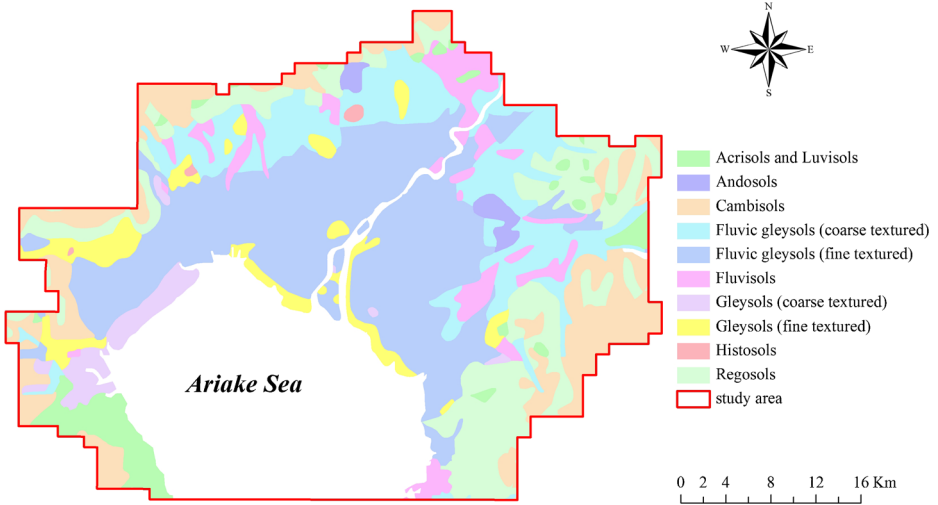 N
W
E
S
Acrisols and Luvisols
Andosols
Cambisols
Fluvic gleysols (coarse textured)
Fluvic gleysols (fine textured)
Fluvisols
Gleysols (coarse textured)
Gleysols (fine textured)
Histosols
Regosols
study area
Ariake Sea
0 2 4 8 12 16 Km